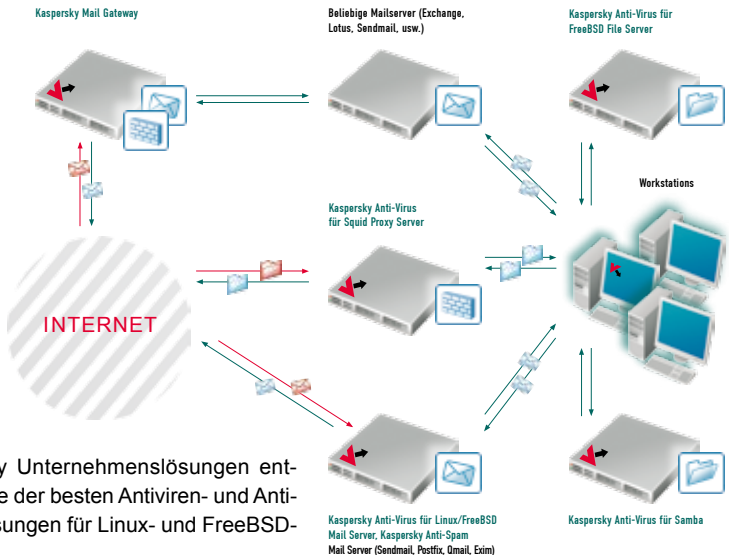 Kaspersky Mail Gateway
Beliebige Mailserver (Exchange,
Lotus, Sendmail, usw.)
Kaspersky Anti-Virus für
FreeBSD File Server
Workstations
Kaspersky Anti-Virus
für Squid Proxy Server
INTERNET
y Unternehmenslösungen ent-
e der besten Antiviren- und Anti-
sungen für Linux- und FreeBSD-
Kaspersky Anti-Virus für Linux/FreeBSD
Mail Server, Kaspersky Anti-Spam
Mail Server (Sendmail, Postfix, Qmail, Exim)
Kaspersky Anti-Virus für Samba